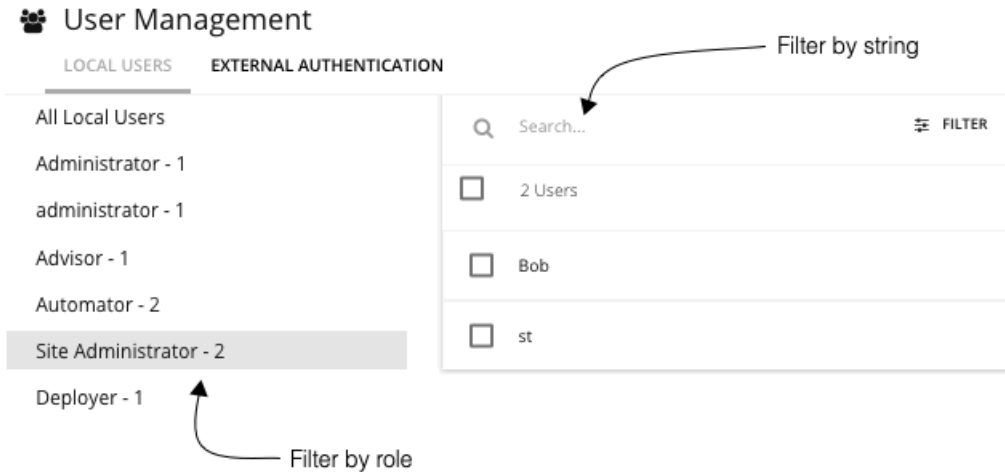 User Management
Filter by string
LOCAL USERS EXTERNAL AUTHENTICATION
All Local Users
Administrator - 1
administrator - 1
Advisor - 1
Automator - 2
Site Administrator - 2
Deployer - 1
Search...
FILTER
2 Users
Bob
st
Filter by role